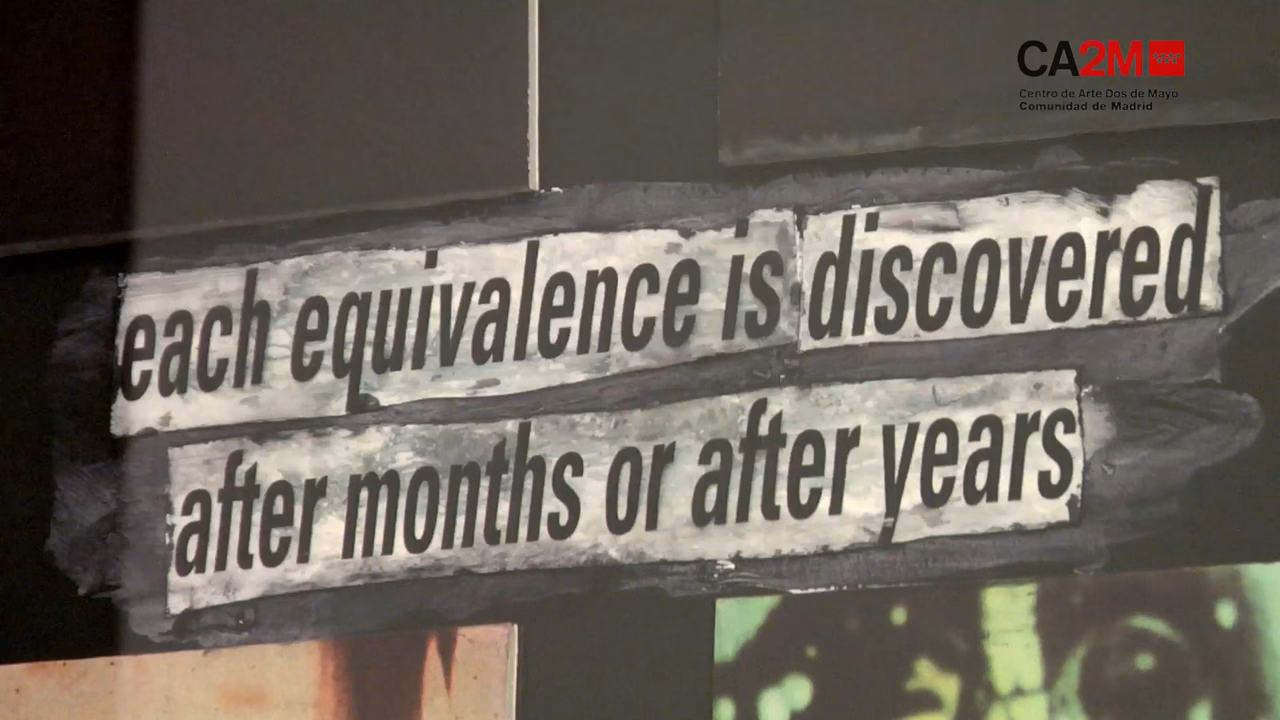 CA2M
Centro de Arte Dos de Mayo
Comunidad de Madrid
each equivalence is discovered
after months or after years